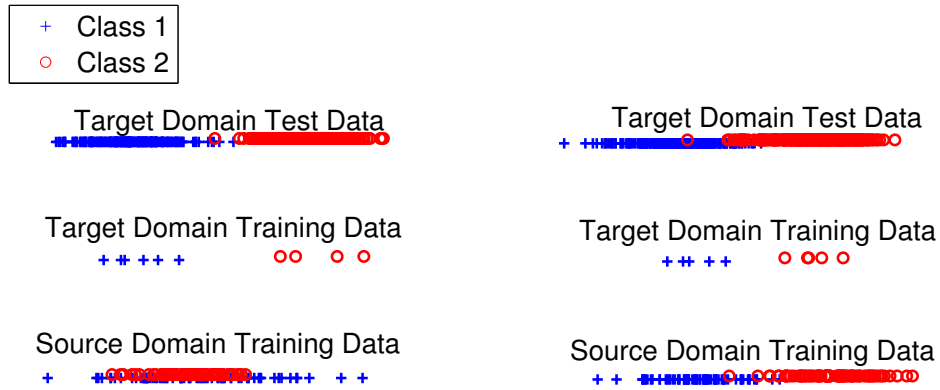 Class 1
Class 2
Target Domain Test Data
Target Domain Test Data
Target Domain Training Data
Target Domain Training Data
Source Domain Training Data
Source Domain Training Data